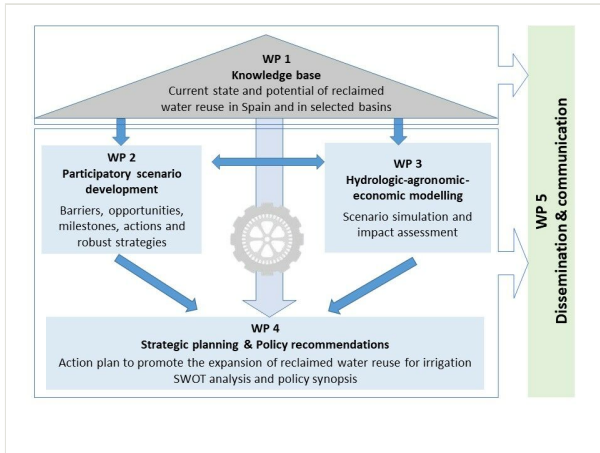 WP 1
Knowledge base
Current state and potential of reclaimed
water reuse in Spain and in selected basins
WP 2
Participatory scenario
development
Barriers, opportunities,
milestones, actions and
robust strategies
WP 3
Hydrologic-agronomic-
economic modelling
Scenario simulation and
impact assessment
WP 4
Strategic planning & Policy recommendations
Action plan to promote the expansion of reclaimed water reuse for irrigation
SWOT analysis and policy synopsis
WP 5
Dissemination & communication